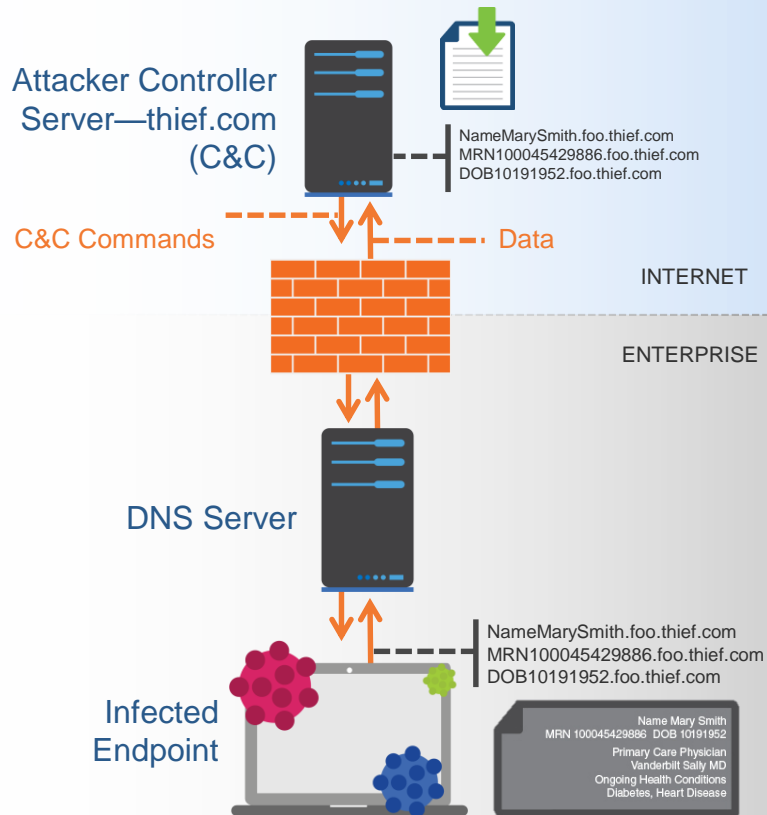 Attacker Controller
Server—thief.com
(C&C)
NameMarySmith.foo.thief.com
MRN100045429886.foo.thief.com
DOB10191952.foo.thief.com
C&C Commands
Data
INTERNET
ENTERPRISE
DNS Server
NameMarySmith.foo.thief.com
MRN100045429886.foo.thief.com
DOB10191952.foo.thief.com
Infected
Endpoint
Name Mary Smith
MRN 100045429886 DOB 10191952
Primary Care Physician
Vanderbilt Sally MD
Ongoing Health Conditions
Diabetes, Heart Disease